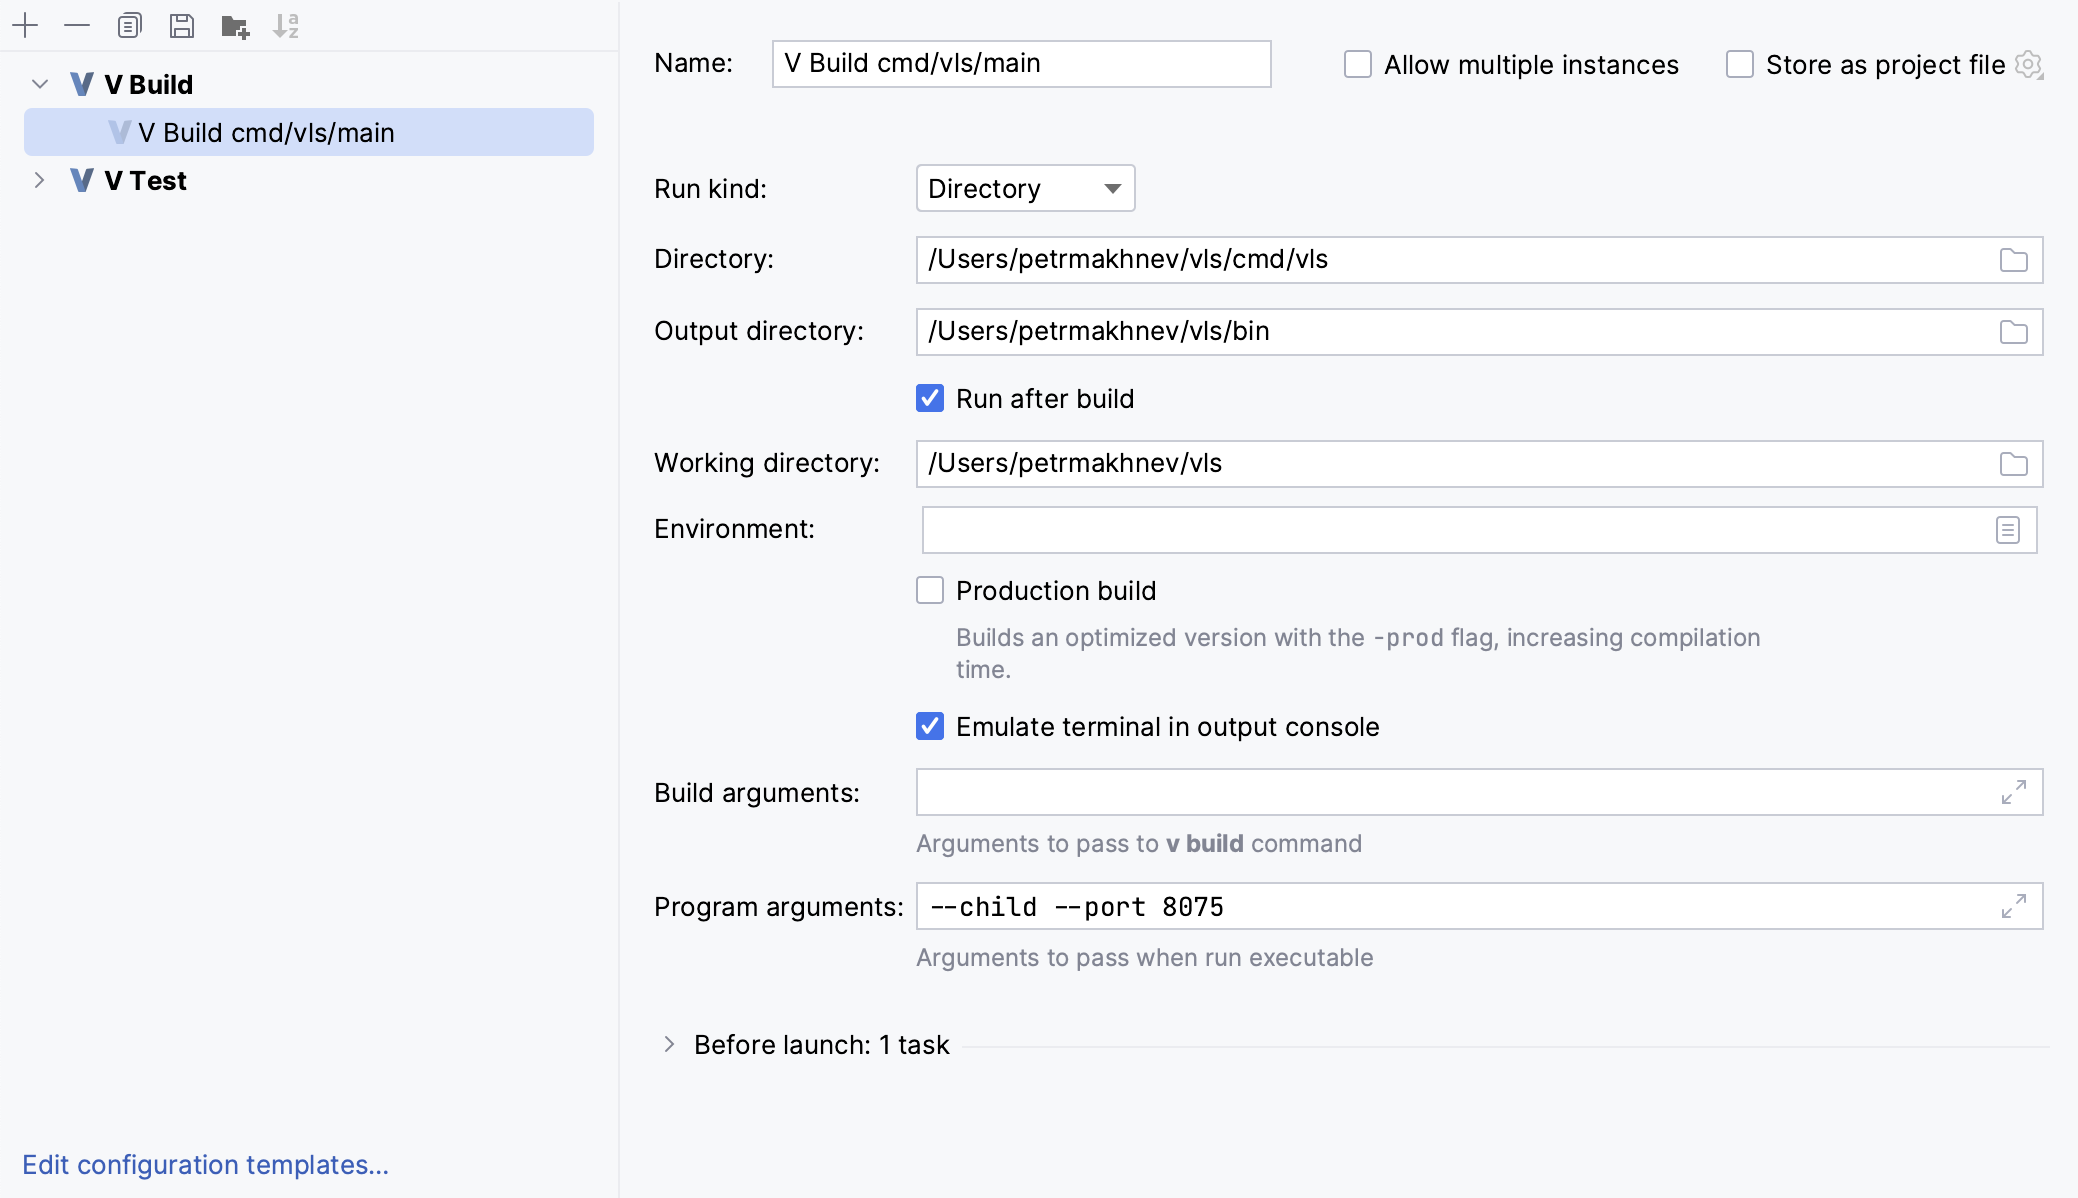 V Build
V Build cmd/vls/main
V Test
Edit configuration templates...
Name: V Build cmd/vls/main Allow multiple instances Store as project file
Run kind: Directory
Directory: /Users/petrmakhnev/vls/cmd/vls
Output directory: /Users/petrmakhnev/vls/bin
Run after build
Working directory: /Users/petrmakhnev/vls
Environment:
Production build
Builds an optimized version with the -prod flag, increasing compilation
time.
Emulate terminal in output console
Build arguments:
Arguments to pass to v build command
Program arguments: --child --port 8075
Arguments to pass when run executable
Before launch: 1 task